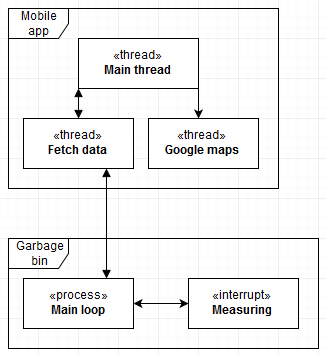 Mobile
app
«thread»
Main thread
«thread»
Fetch data
«thread»
Google maps
Garbage
bin
«process»
Main loop
«interrupt»
Measuring